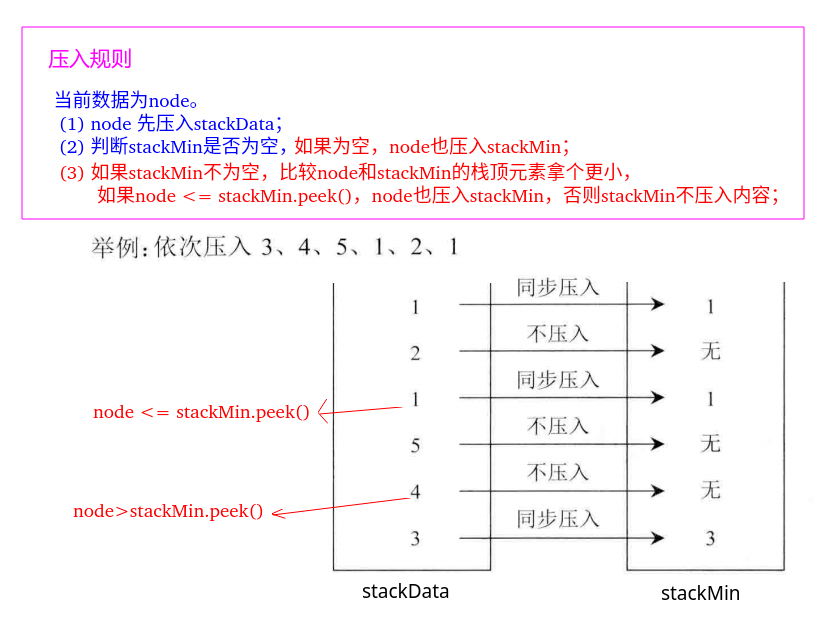 压入规则
当前数据为node。
(1) node 先压入stackData；
(2) 判断stackMin是否为空，如果为空，node也压入stackMin；
(3) 如果stackMin不为空，比较node和stackMin的栈顶元素拿个更小，
如果node <= stackMin.peek()，node也压入stackMin，否则stackMin不压入内容；
举例：依次压入 3、4、5、1、2、1
1 同步压入 1
2 不压入 无
1 同步压入 1
node <= stackMin.peek()
5 不压入 无
4 不压入 无
node>stackMin.peek()
3 同步压入 3
stackData
stackMin